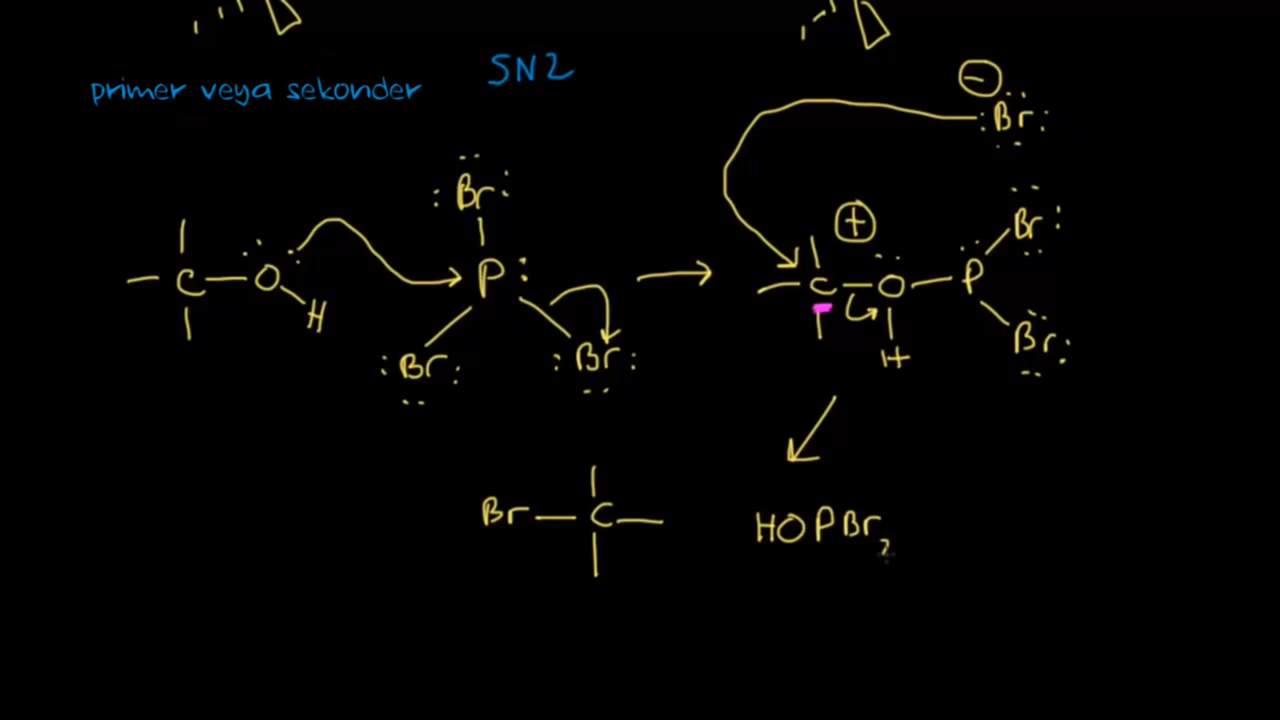 primer veya sekonder SN2
C O H
Br
P
Br Br
− Br
+
C O P Br
H Br
Br C HOPBr2